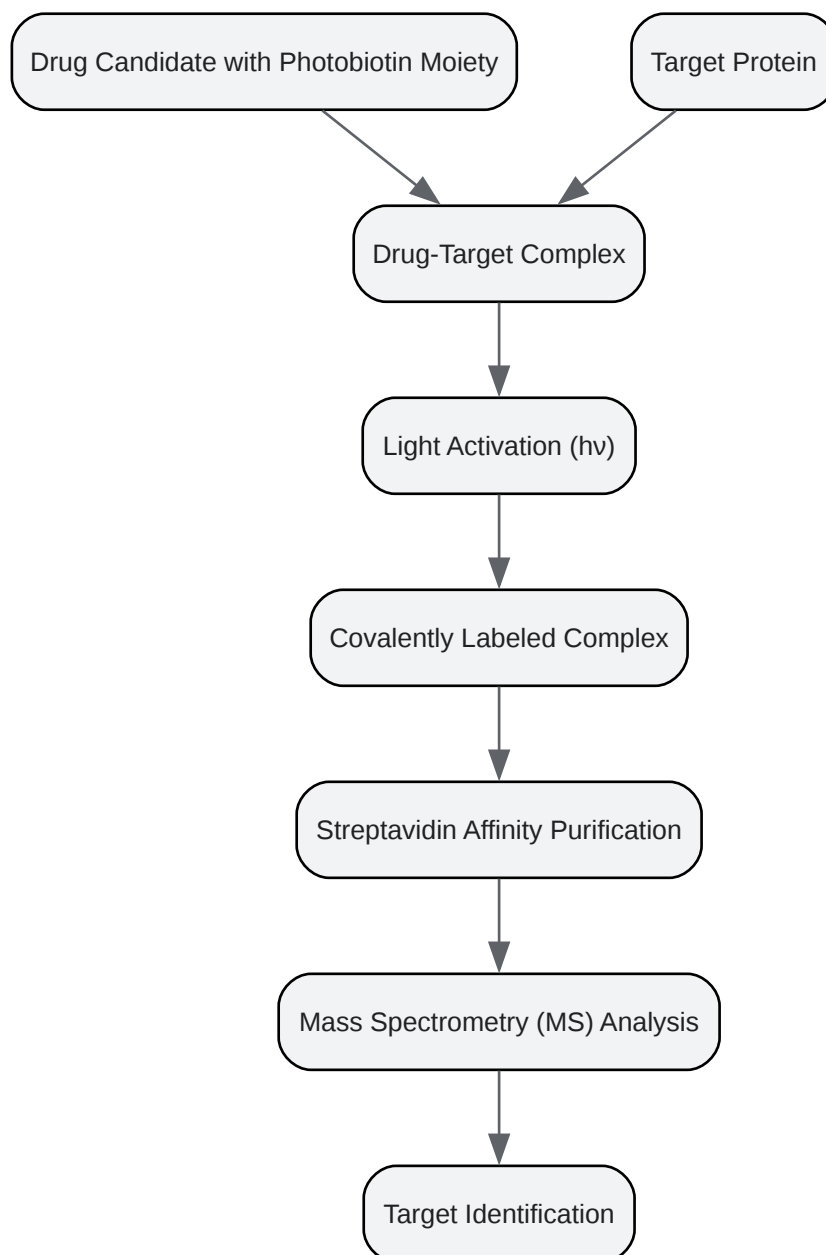 Drug Candidate with Photobiotin Moiety
Target Protein
Drug-Target Complex
Light Activation (hν)
Covalently Labeled Complex
Streptavidin Affinity Purification
Mass Spectrometry (MS) Analysis
Target Identification